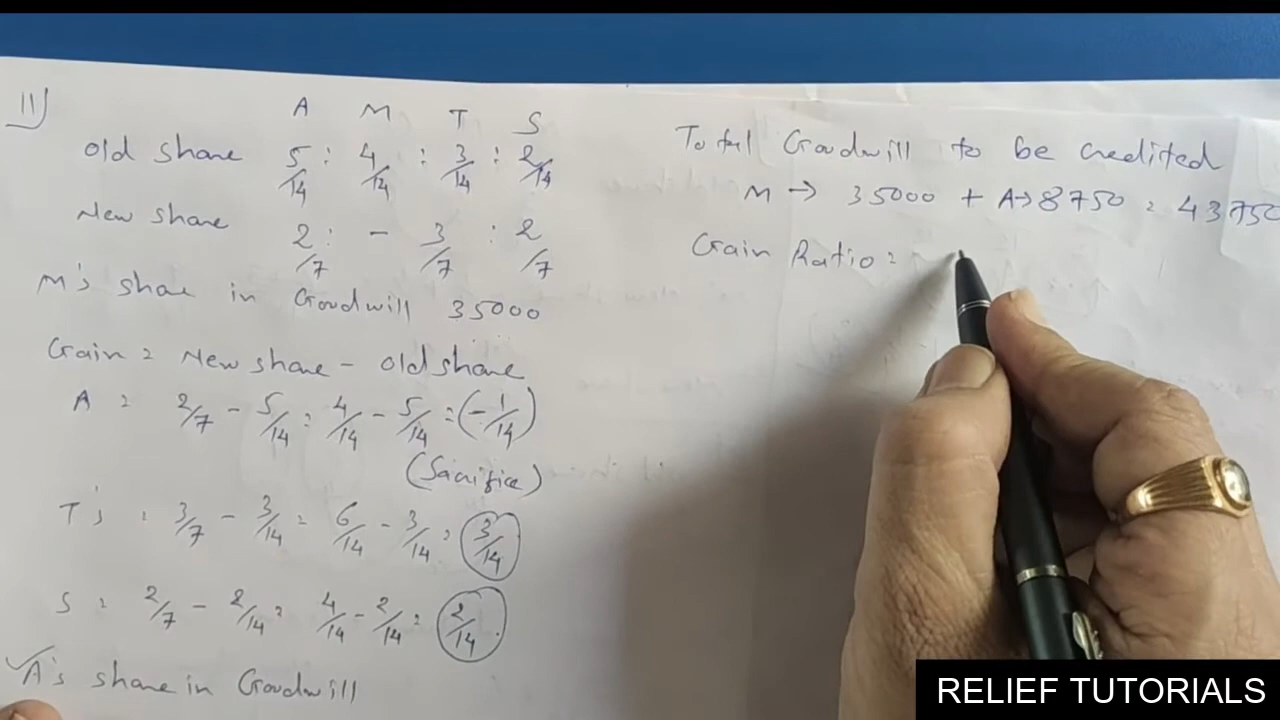 11)
A M T S
Old share 5/14 : 4/14 : 3/14 : 2/14
New share 2/7 : - 3/7 : 2/7
M's share in Goodwill 35000
Gain = New share - Old share
A = 2/7 - 5/14 = 4/14 - 5/14 = (-1/14)
(Sacrifice)
T's = 3/7 - 3/14 = 6/14 - 3/14 = 3/14
S = 2/7 - 2/14 = 4/14 - 2/14 = 2/14
A's share in Goodwill
Total Goodwill to be credited
M → 35000 + A → 8750 = 43750
Gain Ratio =
RELIEF TUTORIALS